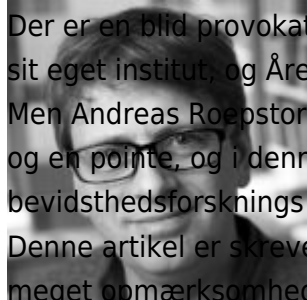 Der er en blid provokat
sit eget institut, og Åre
Men Andreas Roepstor
og en pointe, og i denn
bevidsthedsforsknings
Denne artikel er skreve
meget opmærksomhed